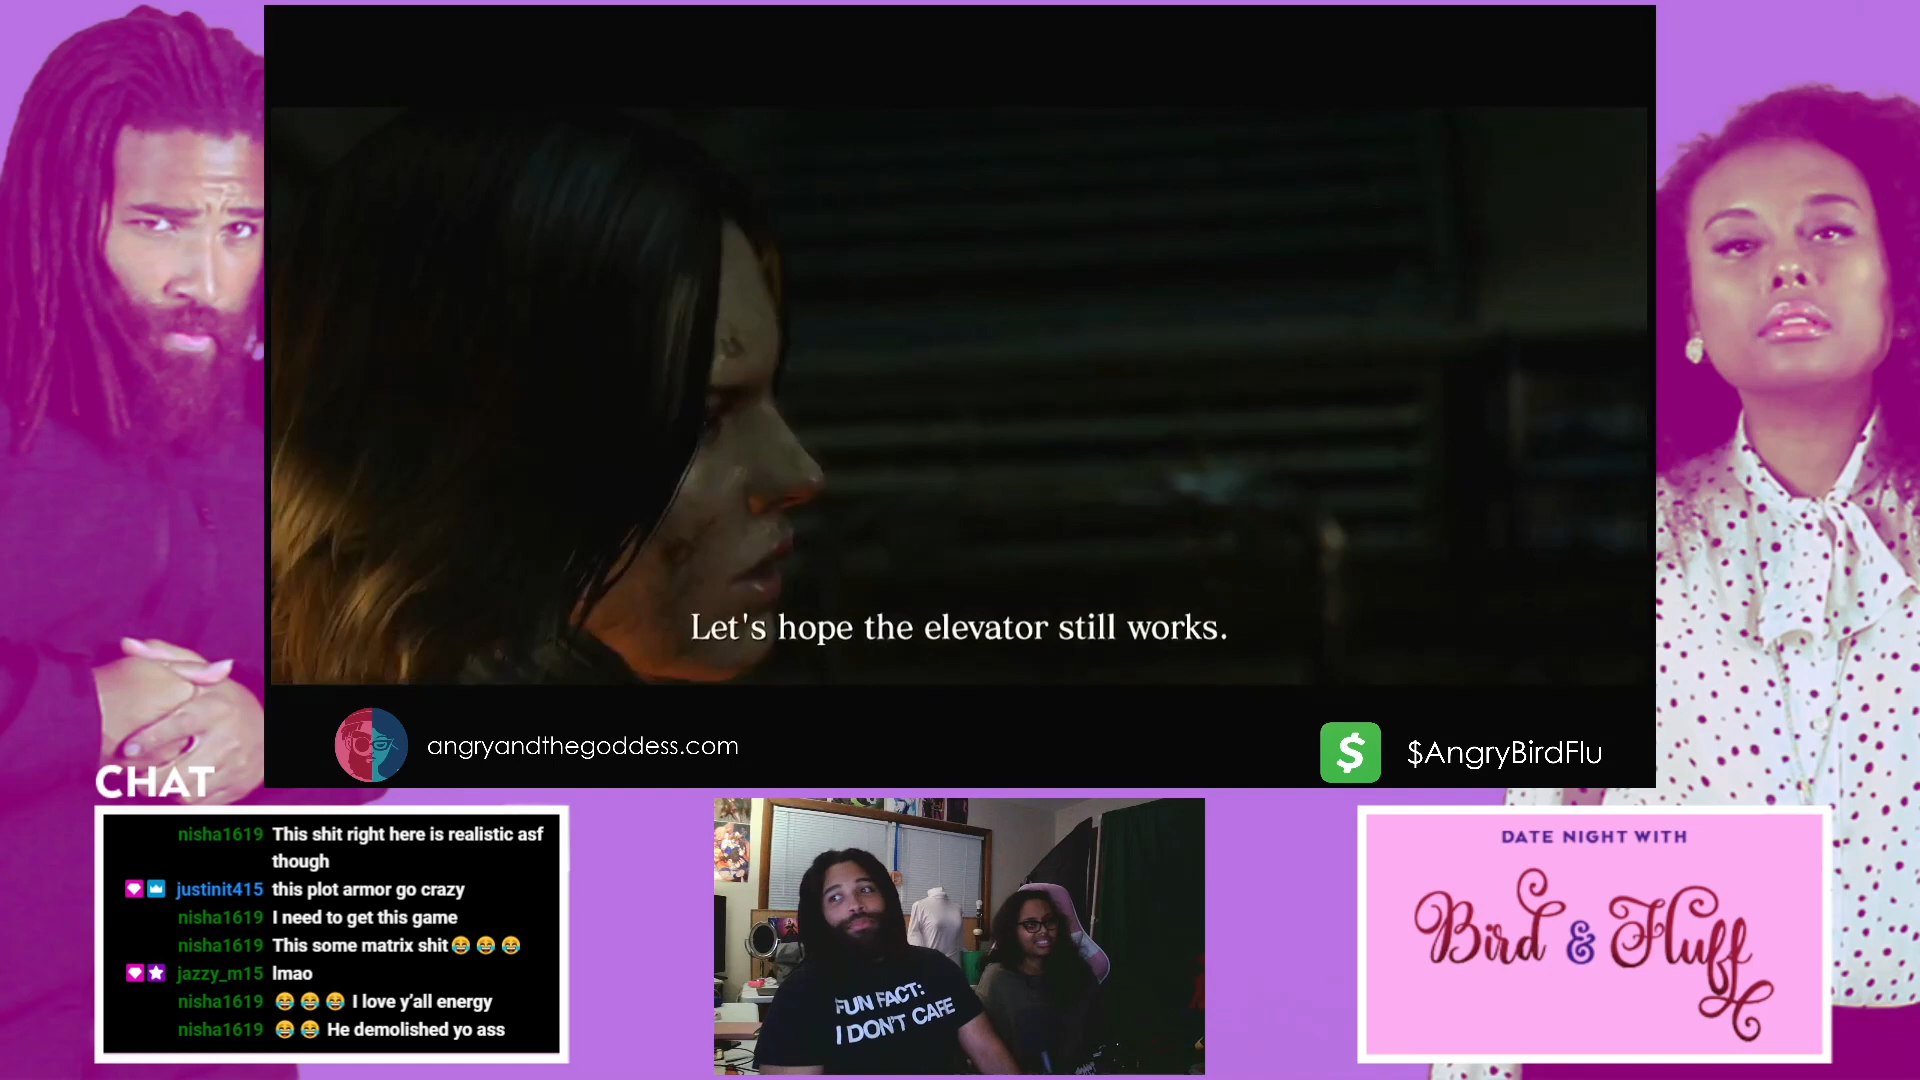 Let's hope the elevator still works.
angryandthegoddess.com
$
$AngryBirdFlu
CHAT
nisha1619 This shit right here is realistic asf
though
justinit415 this plot armor go crazy
nisha1619 I need to get this game
nisha1619 This some matrix shit😂 😂 😂
jazzy_m15 lmao
nisha1619 😂 😂 😂 I love y'all energy
nisha1619 😂 😂 He demolished yo ass
FUN FACT:
I DON'T CARE
DATE NIGHT WITH
Bird & Fluff